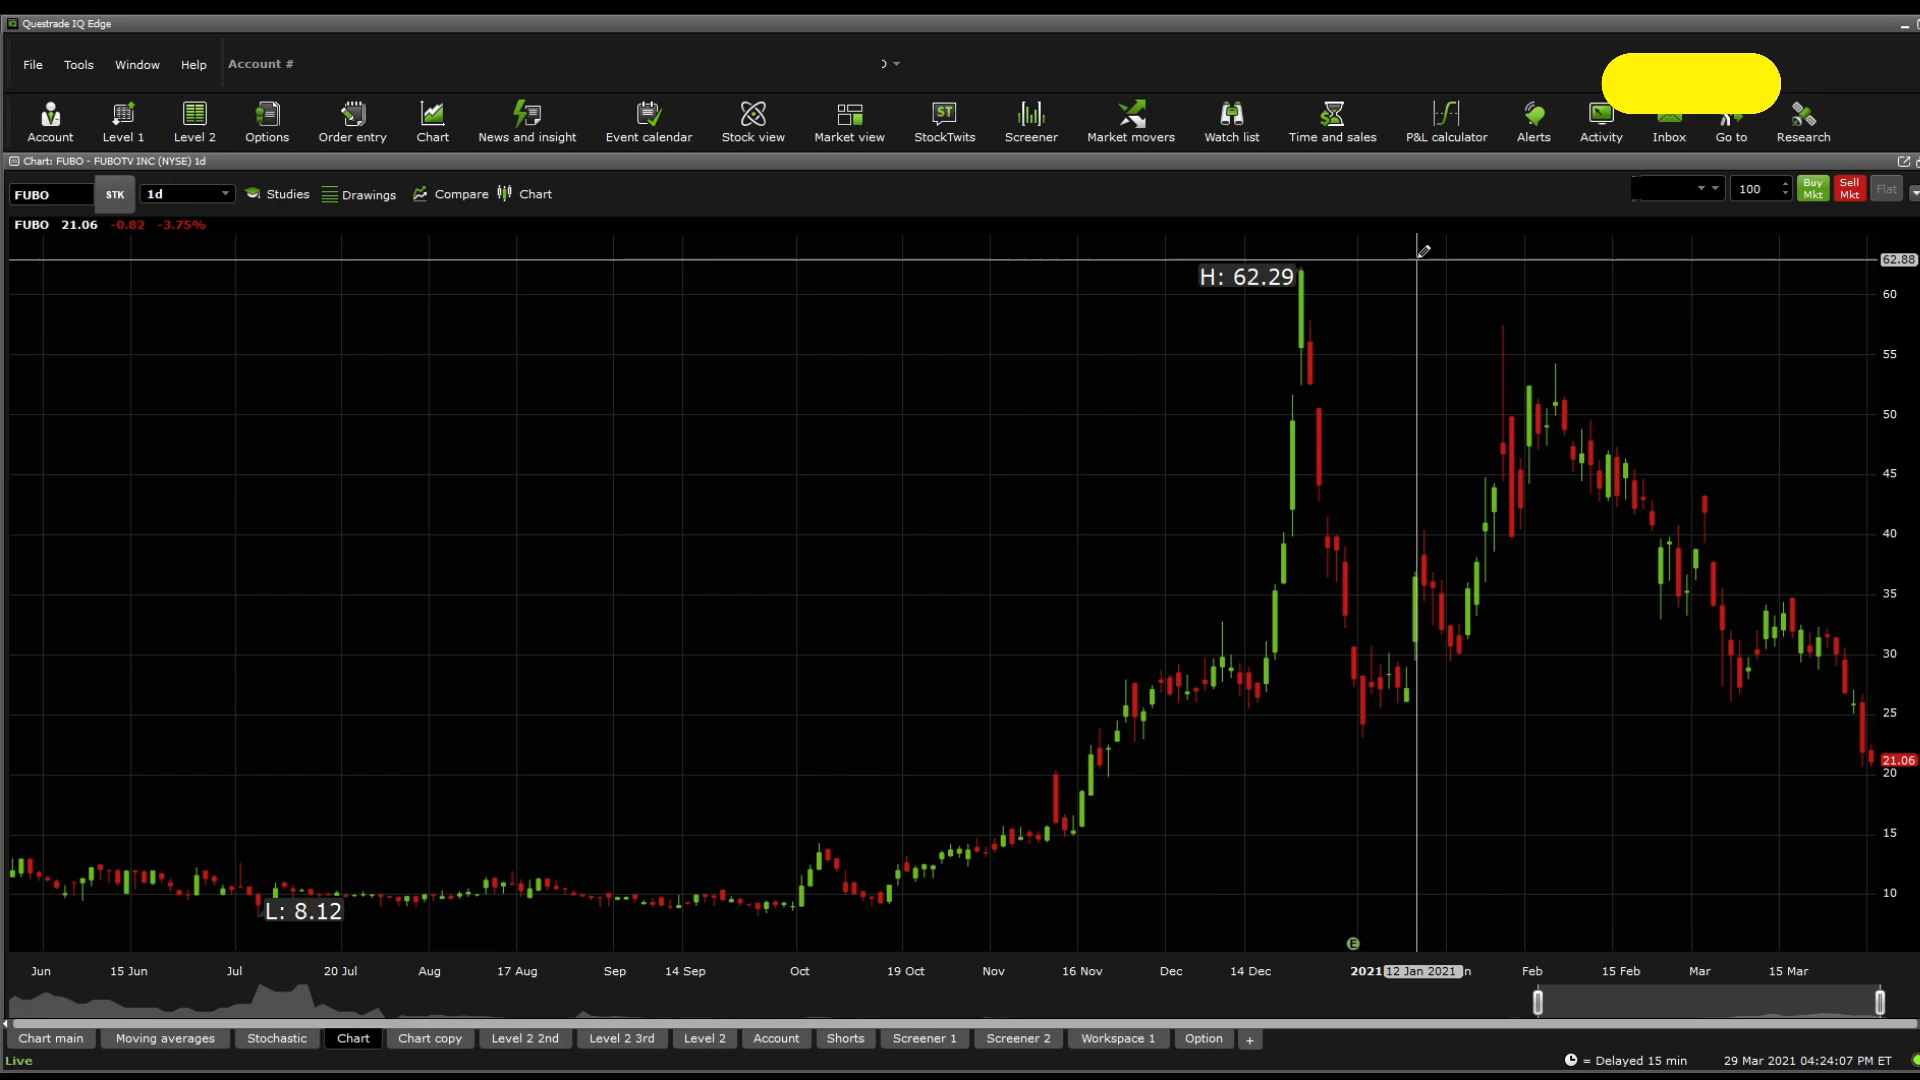 Questrade IQ Edge
File Tools Window Help Account #
Account Level 1 Level 2 Options Order entry Chart News and insight Event calendar Stock view Market view StockTwits Screener Market movers Watch list Time and sales P&L calculator Alerts Activity Inbox Go to Research
Chart: FUBO - FUBOTV INC (NYSE) 1d
FUBO STK 1d Studies Drawings Compare Chart 100 Buy Mkt Sell Mkt Flat
FUBO 21.06 -0.82 -3.75%
62.88
H: 62.29
60
55
50
45
40
35
30
25
21.06
20
15
10
L: 8.12
E
Jun 15 Jun Jul 20 Jul Aug 17 Aug Sep 14 Sep Oct 19 Oct Nov 16 Nov Dec 14 Dec 2021 12 Jan 2021 Feb 15 Feb Mar 15 Mar
Chart main Moving averages Stochastic Chart Chart copy Level 2 2nd Level 2 3rd Level 2 Account Shorts Screener 1 Screener 2 Workspace 1 Option +
Live = Delayed 15 min 29 Mar 2021 04:24:07 PM ET